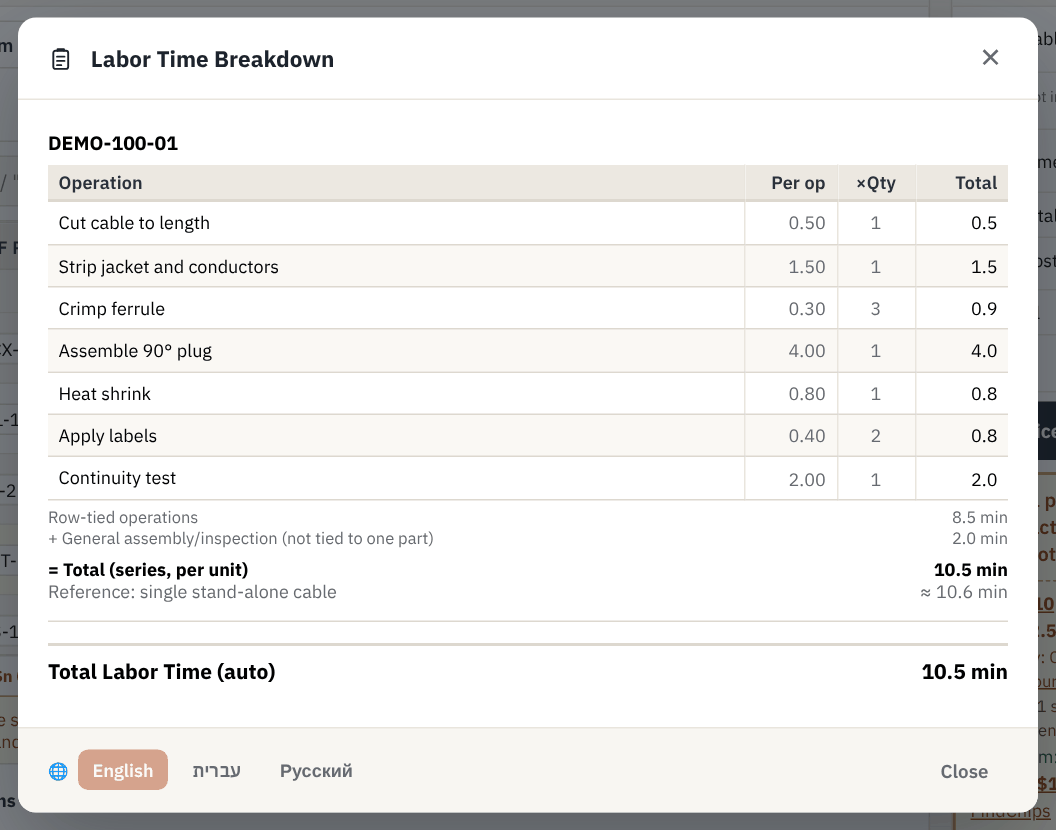 Labor Time Breakdown
DEMO-100-01
Operation Per op ×Qty Total
Cut cable to length 0.50 1 0.5
Strip jacket and conductors 1.50 1 1.5
Crimp ferrule 0.30 3 0.9
Assemble 90° plug 4.00 1 4.0
Heat shrink 0.80 1 0.8
Apply labels 0.40 2 0.8
Continuity test 2.00 1 2.0
Row-tied operations 8.5 min
+ General assembly/inspection (not tied to one part) 2.0 min
= Total (series, per unit) 10.5 min
Reference: single stand-alone cable ≈ 10.6 min
Total Labor Time (auto) 10.5 min
English עברית Русский Close